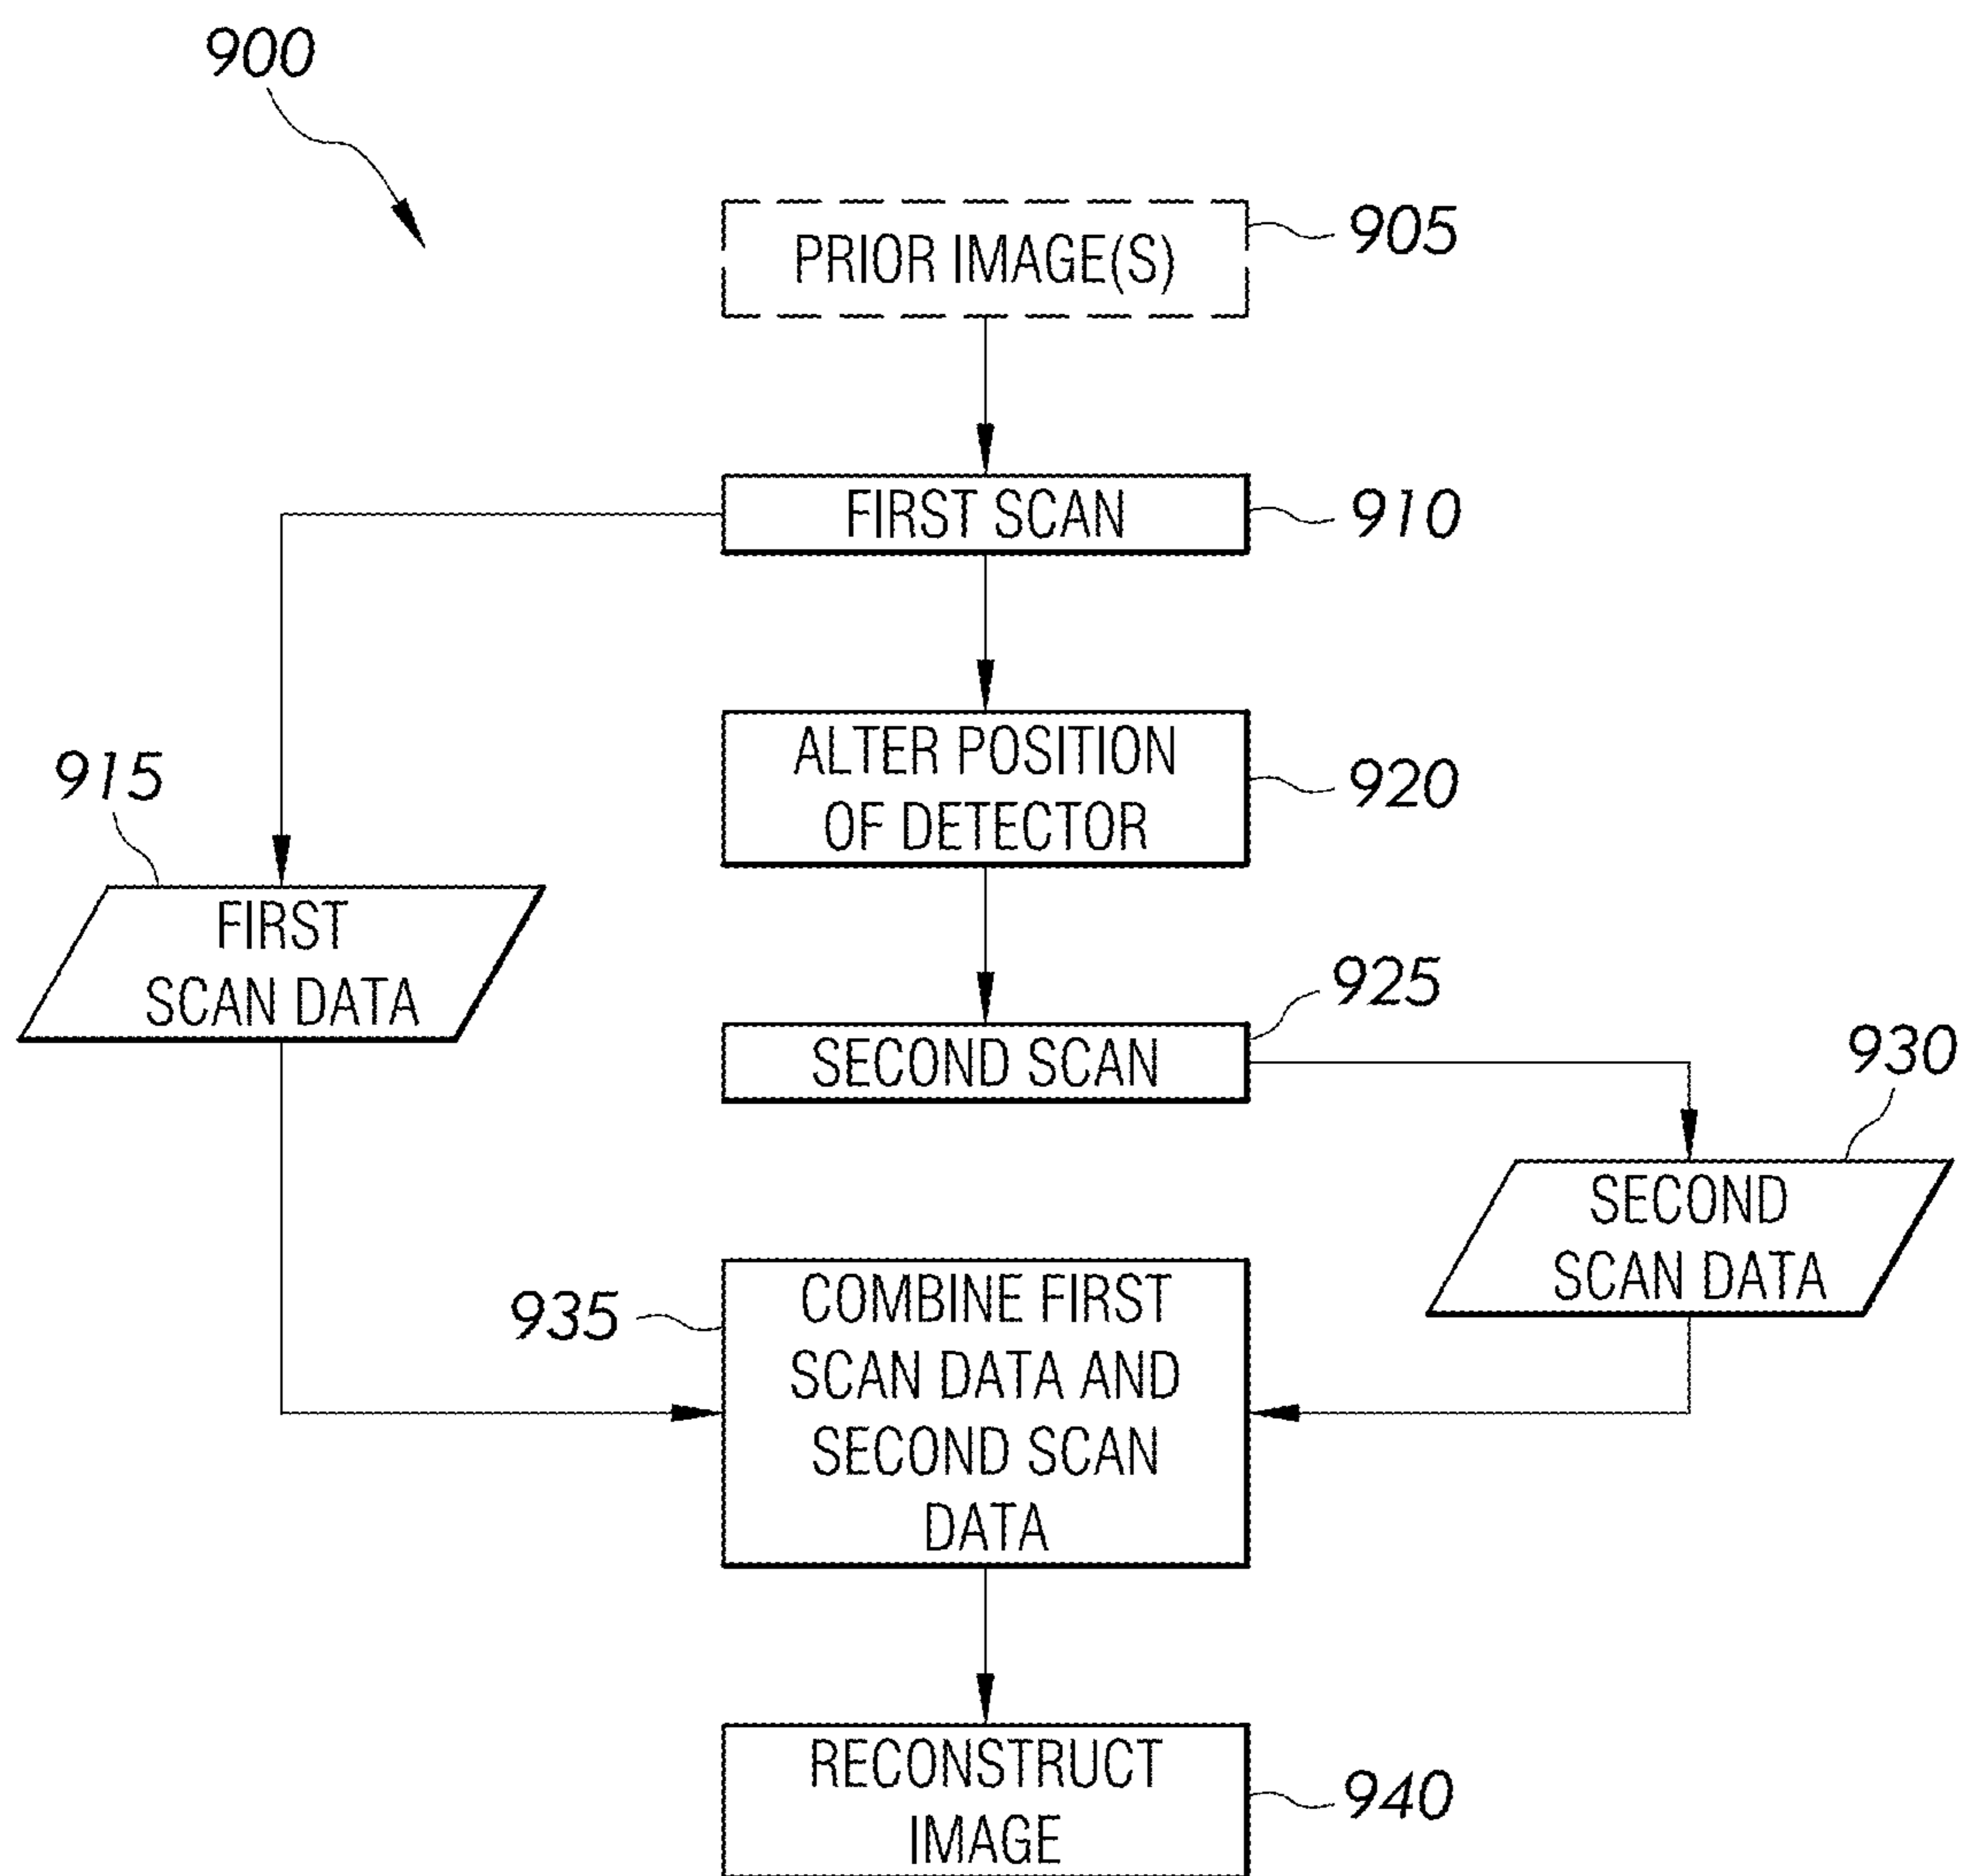 900
PRIOR IMAGE(S)
905
FIRST SCAN
910
ALTER POSITION
OF DETECTOR
920
915
FIRST
SCAN DATA
925
SECOND SCAN
930
SECOND
SCAN DATA
935
COMBINE FIRST
SCAN DATA AND
SECOND SCAN
DATA
RECONSTRUCT
IMAGE
940